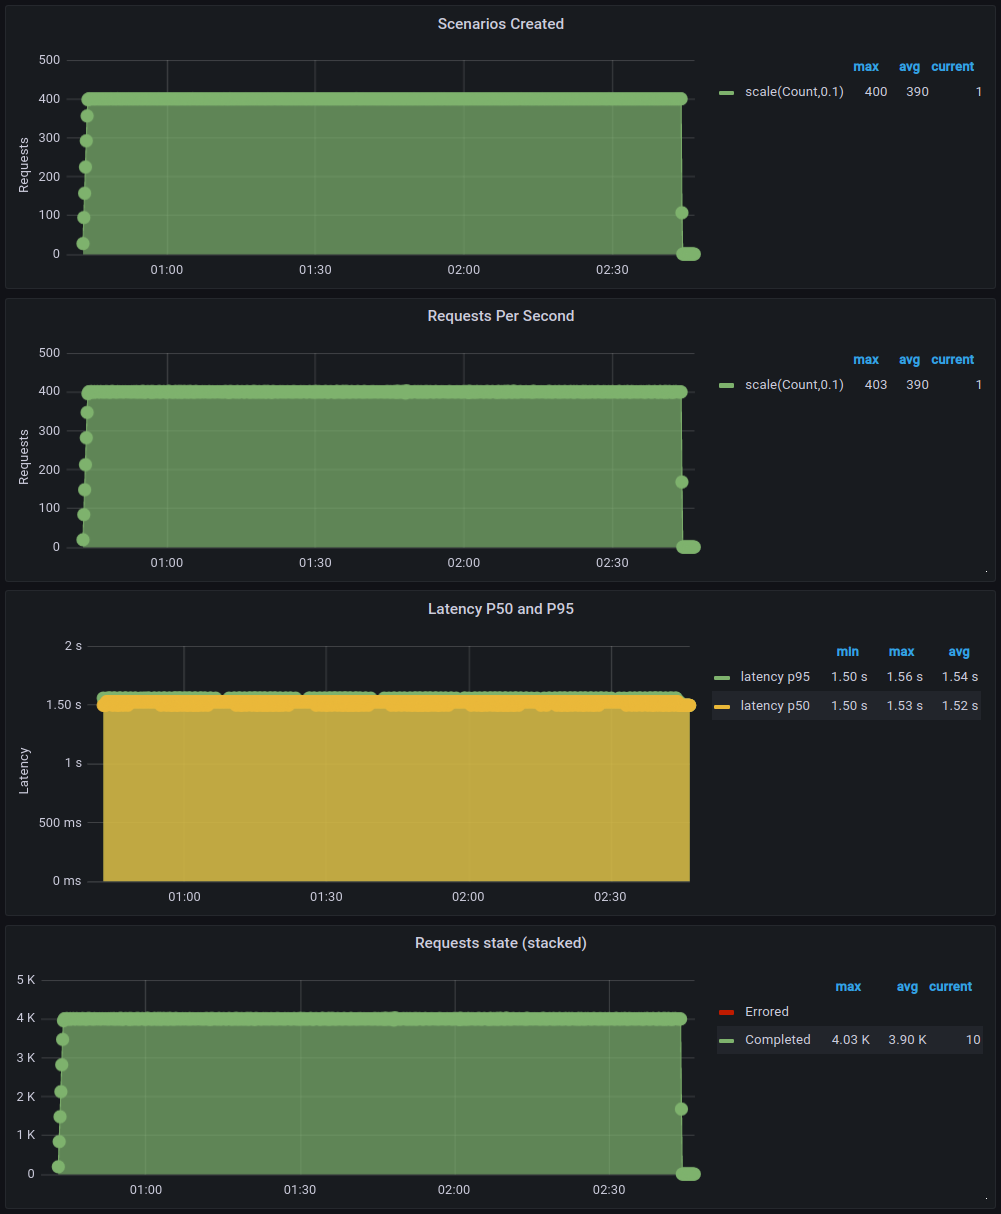 Scenarios Created
500
400
300
200
100
0
Requests
01:00 01:30 02:00 02:30
max avg current
scale(Count,0.1) 400 390 1
Requests Per Second
500
400
300
200
100
0
Requests
01:00 01:30 02:00 02:30
max avg current
scale(Count,0.1) 403 390 1
Latency P50 and P95
2 s
1.50 s
1 s
500 ms
0 ms
Latency
01:00 01:30 02:00 02:30
min max avg
latency p95 1.50 s 1.56 s 1.54 s
latency p50 1.50 s 1.53 s 1.52 s
Requests state (stacked)
5 K
4 K
3 K
2 K
1 K
0
01:00 01:30 02:00 02:30
max avg current
Errored
Completed 4.03 K 3.90 K 10